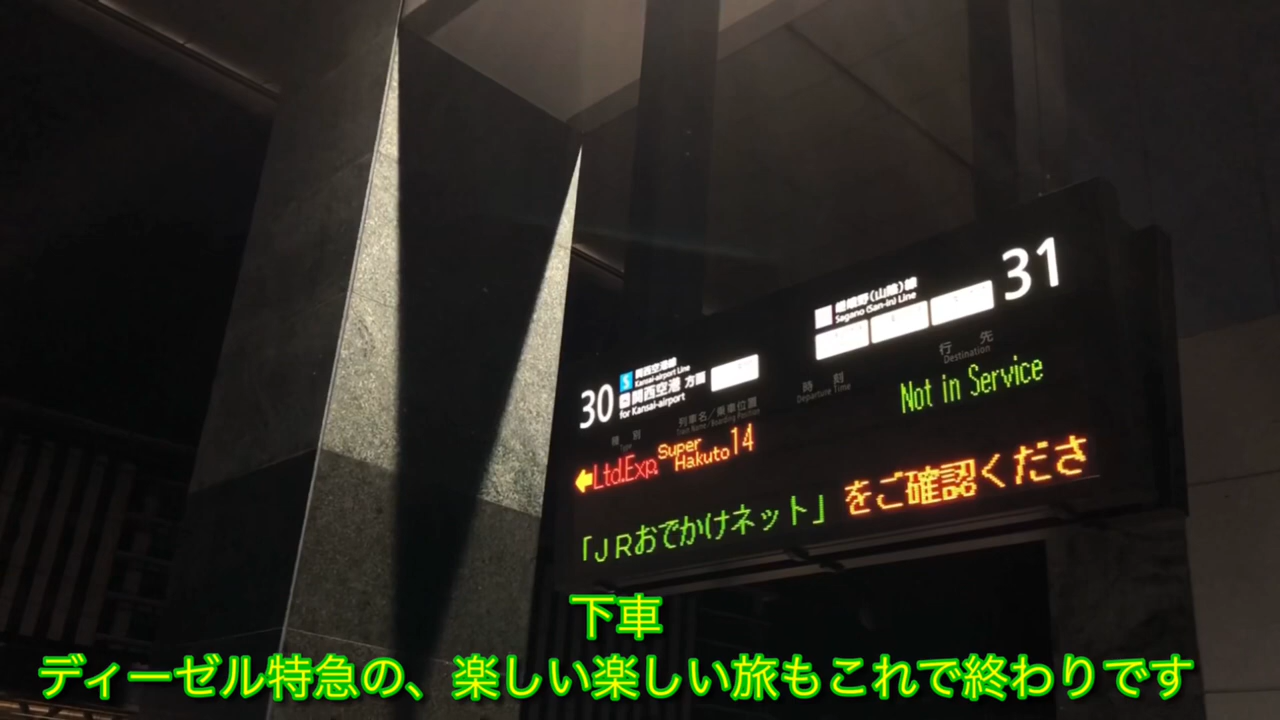 30
S 関西空港線
Kansai-airport Line
関西空港 方面
for Kansai-airport
種 別
Type
列車名/乗車位置
Train Name/Boarding Position
←Ltd.Exp. Super Hakuto 14
嵯峨野(山陰)線
Sagano (San-in) Line
31
時 刻
Departure Time
行 先
Destination
Not in Service
「JRおでかけネット」をご確認くださ
下車
ディーゼル特急の、楽しい楽しい旅もこれで終わりです